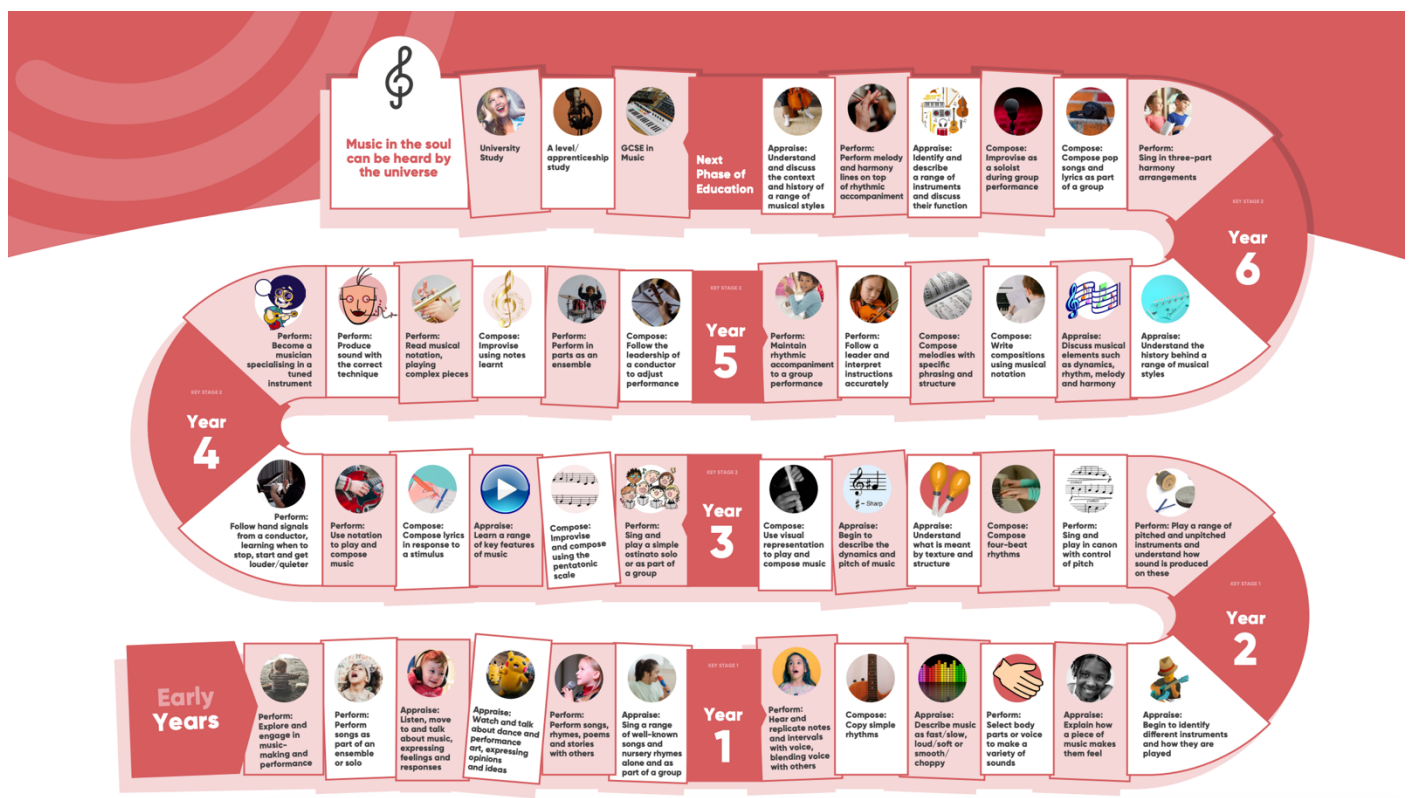 Music in the soul
can be heard by
the universe
University
Study
A level/
apprenticeship
study
GCSE in
Music
Next
Phase of
Education
Appraise:
Understand
and discuss
the context
and history of
a range of
musical styles
Perform:
Perform melody
and harmony
lines on top
of rhythmic
accompaniment
Appraise:
Identify and
describe
a range of
instruments
and discuss
their function
Compose:
Improvise as
a soloist
during group
performance
Compose:
Compose pop
songs and
lyrics as part
of a group
Perform:
Sing in three-part
harmony
arrangements
KEY STAGE 2
Year
6
Perform:
Become a
musician
specialising in a
tuned
instrument
Perform:
Produce
sound with
the correct
technique
Perform:
Read musical
notation,
playing
complex pieces
Compose:
Improvise
using notes
learnt
Perform:
Perform in
parts as an
ensemble
Compose:
Follow the
leadership of
a conductor
to adjust
performance
KEY STAGE 2
Year
5
Perform:
Maintain
rhythmic
accompaniment
to a group
performance
Perform:
Follow a
leader and
interpret
instructions
accurately
Compose:
Compose
melodies with
specific
phrasing and
structure
Compose:
Write
compositions
using musical
notation
Appraise:
Discuss musical
elements such
as dynamics,
rhythm, melody
and harmony
Appraise:
Understand the
history behind a
range of musical
styles
KEY STAGE 2
Year
4
Perform:
Follow hand signals
from a conductor,
learning when to
stop, start and get
louder/quieter
Perform:
Use notation
to play and
compose
music
Compose:
Compose lyrics
in response to
a stimulus
Appraise:
Learn a range
of key features
of music
Compose:
Improvise
and compose
using the
pentatonic
scale
Perform:
Sing and
play a simple
ostinato solo
or as part of
a group
KEY STAGE 2
Year
3
Compose:
Use visual
representation
to play and
compose music
# – Sharp
Appraise:
Begin to
describe the
dynamics and
pitch of music
Appraise:
Understand
what is meant
by texture and
structure
Compose:
Compose
four-beat
rhythms
Perform:
Sing and
play in canon
with control
of pitch
Perform: Play a range of
pitched and unpitched
instruments and
understand how
sound is produced
on these
KEY STAGE 1
Year
2
Early
Years
Perform:
Explore and
engage in
music-
making and
performance
Perform:
Perform
songs as
part of an
ensemble
or solo
Appraise:
Listen, move
to and talk
about music,
expressing
feelings and
responses
Appraise:
Watch and talk
about dance and
performance
art, expressing
opinions
and ideas
Perform:
Perform songs,
rhymes, poems
and stories
with others
Appraise:
Sing a range
of well-known
songs and
nursery rhymes
alone and as
part of a group
KEY STAGE 1
Year
1
Perform:
Hear and
replicate notes
and intervals
with voice,
blending voice
with others
Compose:
Copy simple
rhythms
Appraise:
Describe music
as fast/slow,
loud/soft or
smooth/
choppy
Perform:
Select body
parts or voice
to make a
variety of
sounds
Appraise:
Explain how
a piece of
music makes
them feel
Appraise:
Begin to identify
different instruments
and how they are
played